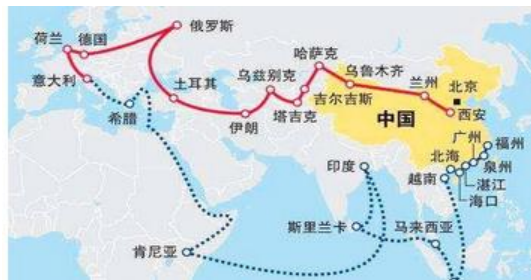 俄罗斯
荷兰
德国
哈萨克
意大利
乌兹别克
乌鲁木齐
兰州
北京
土耳其
希腊
伊朗
塔吉克
吉尔吉斯
西安
中国
广州
福州
印度
北海
泉州
越南
湛江
海口
斯里兰卡
马来西亚
肯尼亚